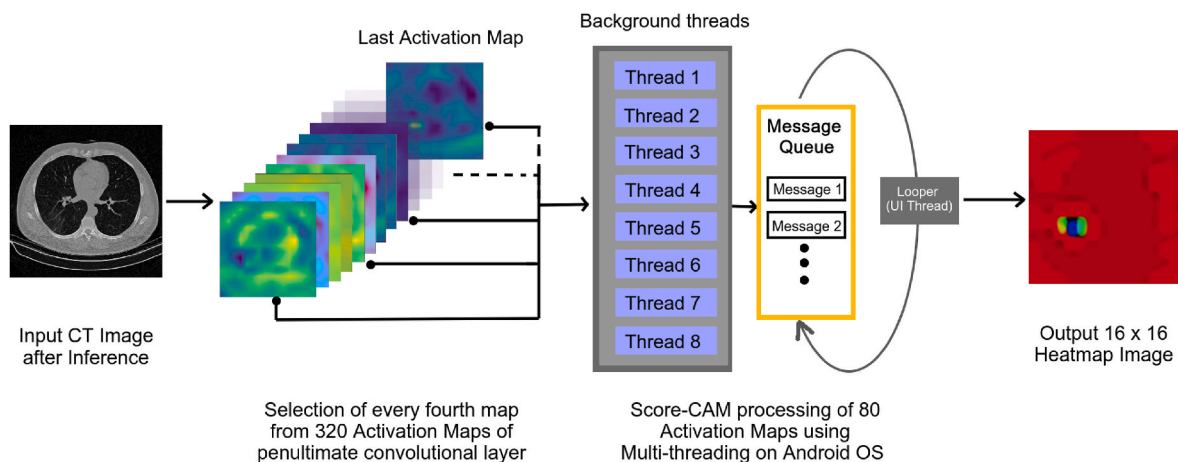 Last Activation Map
Background threads
Thread 1
Thread 2
Thread 3
Thread 4
Thread 5
Thread 6
Thread 7
Thread 8
Message
Queue
Message 1
Message 2
Looper
(UI Thread)
Input CT Image
after Inference
Output 16 x 16
Heatmap Image
Selection of every fourth map
from 320 Activation Maps of
penultimate convolutional layer
Score-CAM processing of 80
Activation Maps using
Multi-threading on Android OS